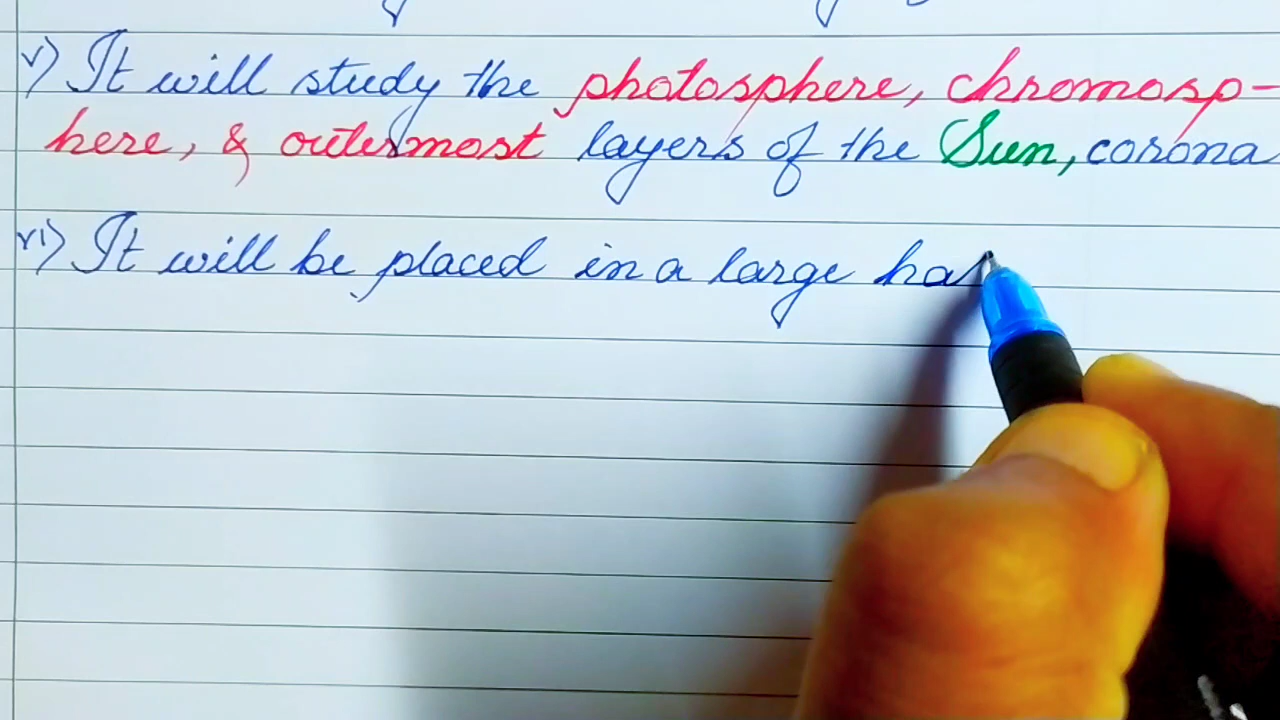 v) It will study the photosphere, chromosp-
here, & outermost layers of the Sun, corona
vi) It will be placed in a large ha